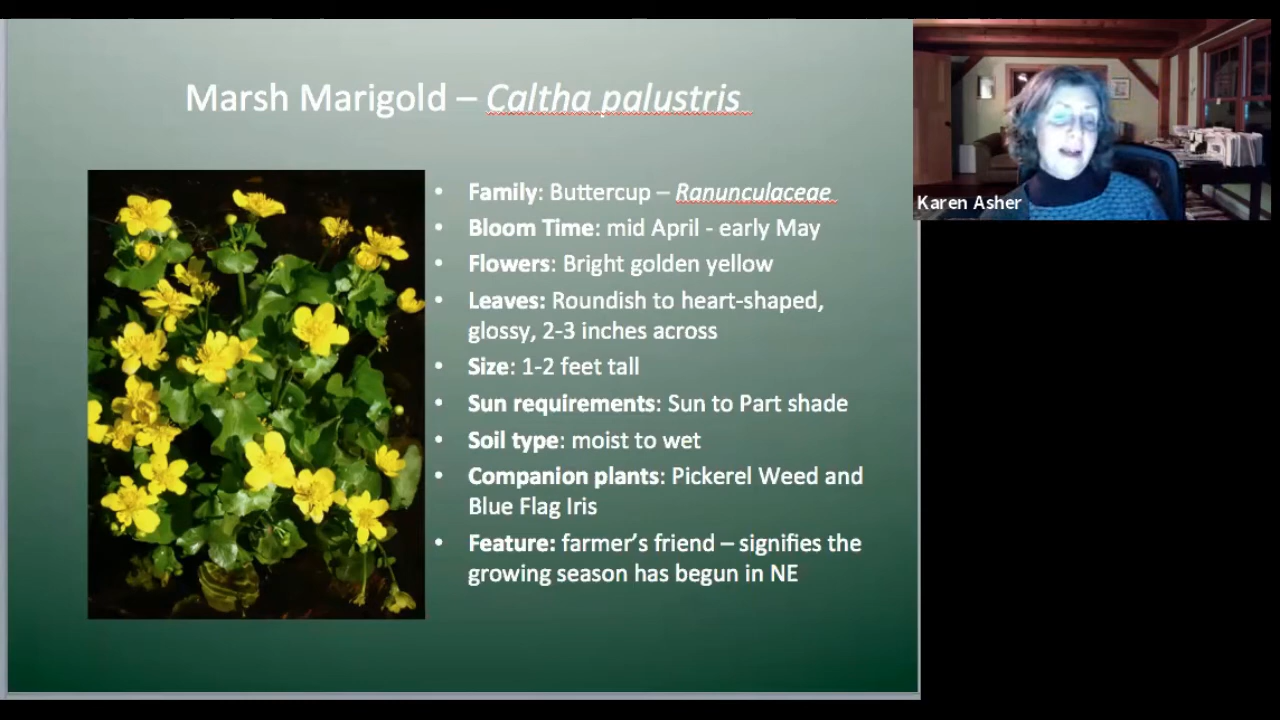 Marsh Marigold – Caltha palustris
• Family: Buttercup – Ranunculaceae
• Bloom Time: mid April - early May
• Flowers: Bright golden yellow
• Leaves: Roundish to heart-shaped,
glossy, 2-3 inches across
• Size: 1-2 feet tall
• Sun requirements: Sun to Part shade
• Soil type: moist to wet
• Companion plants: Pickerel Weed and
Blue Flag Iris
• Feature: farmer’s friend – signifies the
growing season has begun in NE
Karen Asher